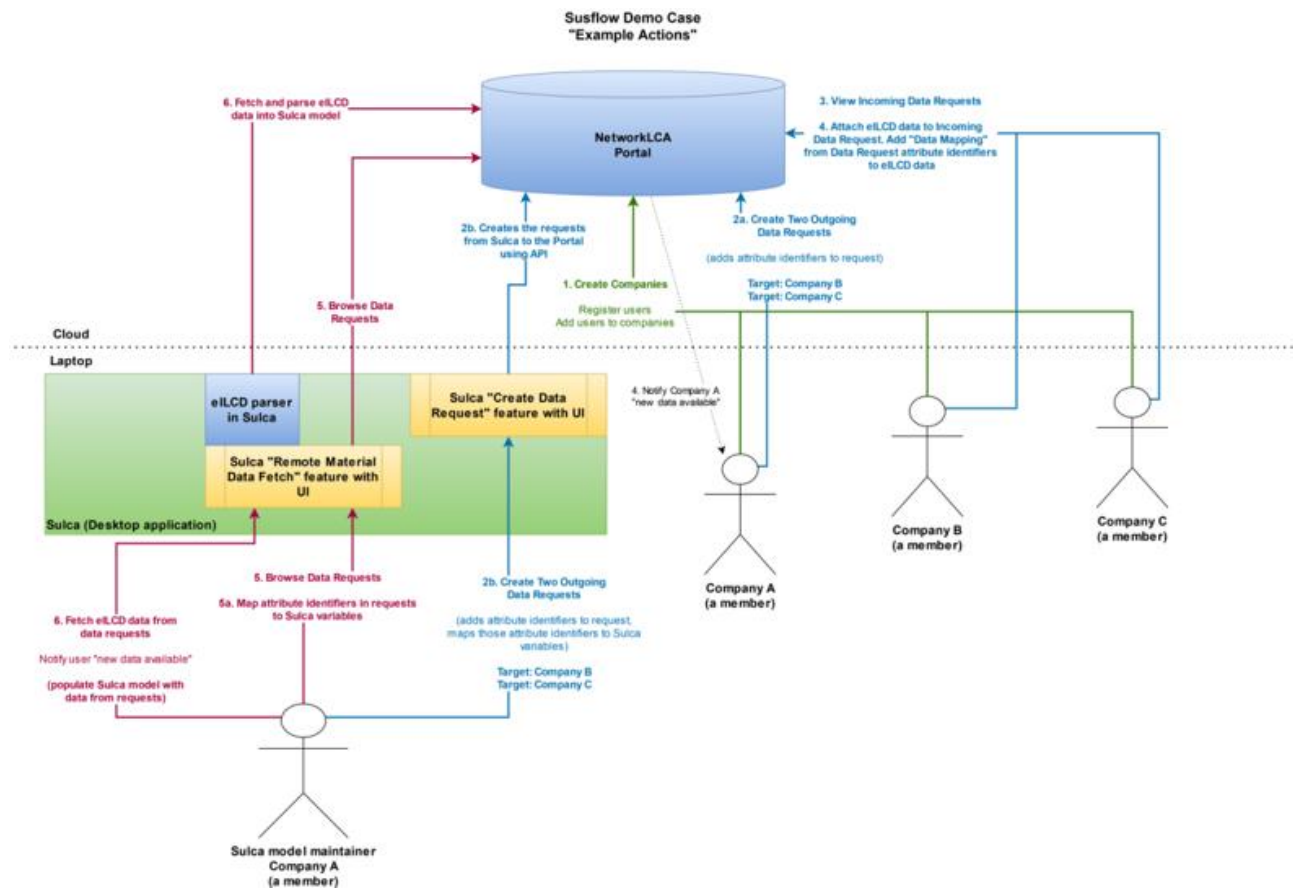 Susflow Demo Case
"Example Actions"
6. Fetch and parse eILCD
data into Sulca model
NetworkLCA
Portal
3. View Incoming Data Requests
4. Attach eILCD data to Incoming
Data Request. Add "Data Mapping"
from Data Request attribute identifiers
to eILCD data
2b. Creates the requests
from Sulca to the Portal
using API
2a. Create Two Outgoing
Data Requests
(adds attribute identifiers to request)
Target: Company B
Target: Company C
1. Create Companies
Register users
Add users to companies
5. Browse Data
Requests
Cloud
Laptop
eILCD parser
in Sulca
Sulca "Create Data
Request" feature with UI
4. Notify Company A
"new data available"
Sulca "Remote Material
Data Fetch" feature with
UI
Sulca (Desktop application)
Company A
(a member)
Company B
(a member)
Company C
(a member)
5. Browse Data Requests
5a. Map attribute identifiers in requests
to Sulca variables
2b. Create Two Outgoing
Data Requests
(adds attribute identifiers to request,
maps those attribute identifiers to Sulca
variables)
Target: Company B
Target: Company C
6. Fetch eILCD data from
data requests
Notify user "new data available"
(populate Sulca model with
data from requests)
Sulca model maintainer
Company A
(a member)